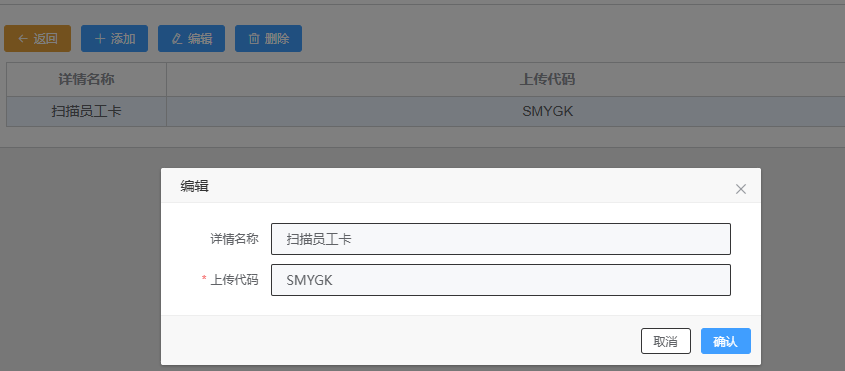 返回 添加 编辑 删除
详情名称 上传代码
扫描员工卡 SMYGK
编辑
详情名称 扫描员工卡
* 上传代码 SMYGK
取消 确认